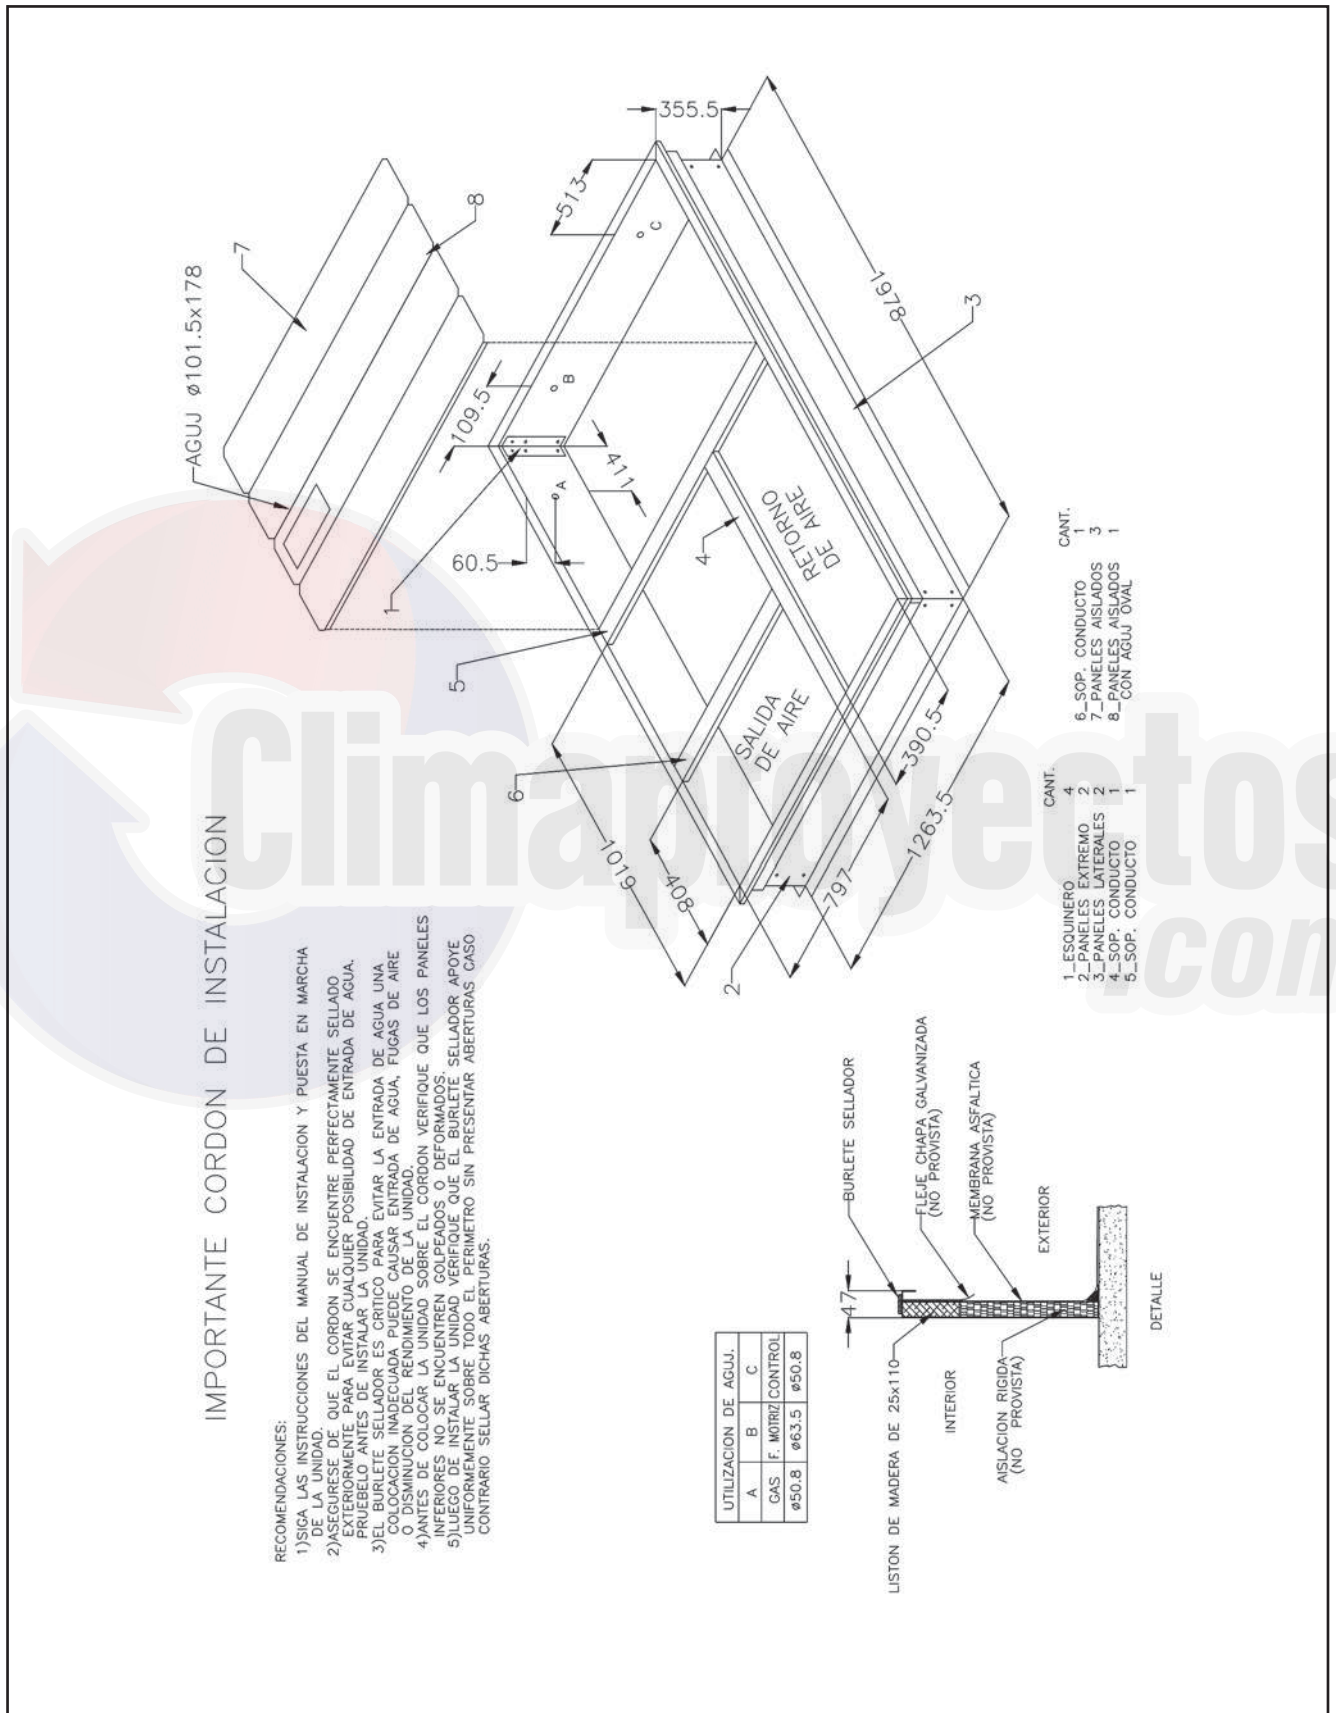 IMPORTANTE CORDON DE INSTALACION
RECOMENDACIONES:
1)SIGA LAS INSTRUCCIONES DEL MANUAL DE INSTALACION Y PUESTA EN MARCHA
DE LA UNIDAD.
2)ASEGURESE DE QUE EL CORDON SE ENCUENTRE PERFECTAMENTE SELLADO
EXTERIORMENTE PARA EVITAR CUALQUIER POSIBILIDAD DE ENTRADA DE AGUA.
PRUEBELO ANTES DE INSTALAR LA UNIDAD.
3)EL BURLETE SELLADOR ES CRITICO PARA EVITAR LA ENTRADA DE AGUA UNA
COLOCACION INADECUADA PUEDE CAUSAR ENTRADA DE AGUA, FUGAS DE AIRE
O DISMINUCION DEL RENDIMIENTO DE LA UNIDAD.
4)ANTES DE COLOCAR LA UNIDAD SOBRE EL CORDON VERIFIQUE QUE LOS PANELES
INFERIORES NO SE ENCUENTREN GOLPEADOS O DEFORMADOS.
5)LUEGO DE INSTALAR LA UNIDAD VERIFIQUE QUE EL BURLETE SELLADOR APOYE
UNIFORMEMENTE SOBRE TODO EL PERIMETRO SIN PRESENTAR ABERTURAS CASO
CONTRARIO SELLAR DICHAS ABERTURAS.
AGUJ ø101.5x178
7
8
1
109.5
513
355.5
B
C
A
60.5
411
5
4
6
RETORNO
DE AIRE
SALIDA
DE AIRE
1978
3
1019
408
2
797
390.5
1263.5
UTILIZACION DE AGUJ.
A B C
GAS F. MOTRIZ CONTROL
ø50.8 ø63.5 ø50.8
47
BURLETE SELLADOR
LISTON DE MADERA DE 25x110
FLEJE CHAPA GALVANIZADA
(NO PROVISTA)
INTERIOR
MEMBRANA ASFALTICA
(NO PROVISTA)
AISLACION RIGIDA
(NO PROVISTA)
EXTERIOR
DETALLE
CANT.
1_ESQUINERO 4
2_PANELES EXTREMO 2
3_PANELES LATERALES 2
4_SOP. CONDUCTO 1
5_SOP. CONDUCTO 1
CANT.
6_SOP. CONDUCTO 1
7_PANELES AISLADOS 3
8_PANELES AISLADOS 1
CON AGUJ OVAL
Climaproyectos
.com